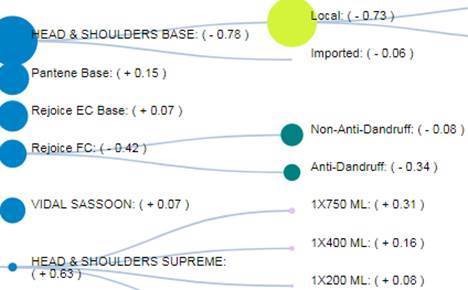 HEAD & SHOULDERS BASE: ( - 0.78 )
Pantene Base: ( + 0.15 )
Rejoice EC Base: ( + 0.07 )
Rejoice FC: ( - 0.42 )
VIDAL SASSOON: ( + 0.07 )
HEAD & SHOULDERS SUPREME:
( + 0.63 )
Local: ( - 0.73 )
Imported: ( - 0.06 )
Non-Anti-Dandruff: ( - 0.08 )
Anti-Dandruff: ( - 0.34 )
1X750 ML: ( + 0.31 )
1X400 ML: ( + 0.16 )
1X200 ML: ( + 0.08 )